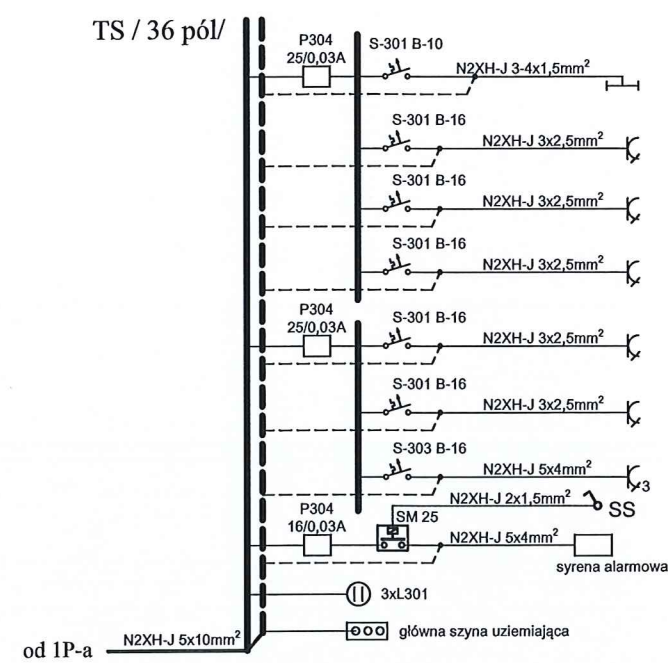 TS / 36 pól/
P304
25/0,03A
S-301 B-10
N2XH-J 3-4x1,5mm²
S-301 B-16
N2XH-J 3x2,5mm²
S-301 B-16
N2XH-J 3x2,5mm²
S-301 B-16
N2XH-J 3x2,5mm²
P304
25/0,03A
S-301 B-16
N2XH-J 3x2,5mm²
S-301 B-16
N2XH-J 3x2,5mm²
S-303 B-16
N2XH-J 5x4mm²
3
N2XH-J 2x1,5mm²
SS
P304
16/0,03A
SM 25
N2XH-J 5x4mm²
syrena alarmowa
3xL301
główna szyna uziemiająca
od 1P-a
N2XH-J 5x10mm²